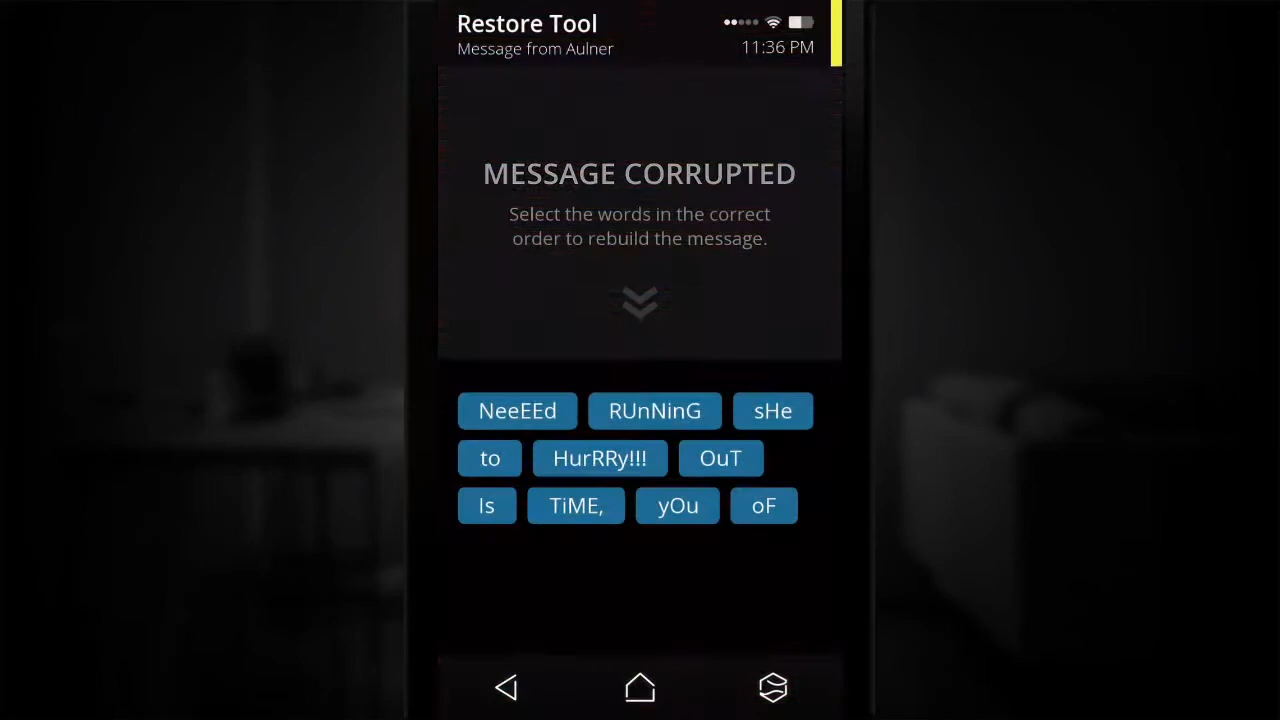 Restore Tool
Message from Aulner
11:36 PM
MESSAGE CORRUPTED
Select the words in the correct
order to rebuild the message.
NeeEEd RUnNinG sHe
to HurRRy!!! OuT
Is TiME, yOu oF